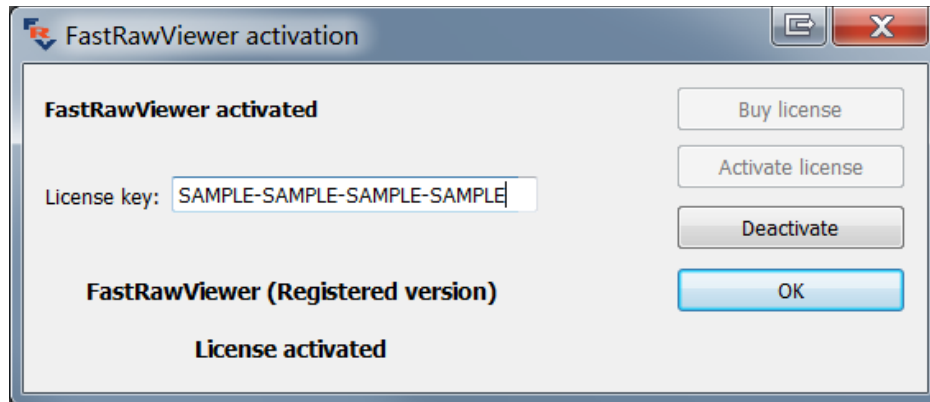 FastRawViewer activation
FastRawViewer activated
Buy license
Activate license
License key: SAMPLE-SAMPLE-SAMPLE-SAMPLE
Deactivate
FastRawViewer (Registered version)
OK
License activated